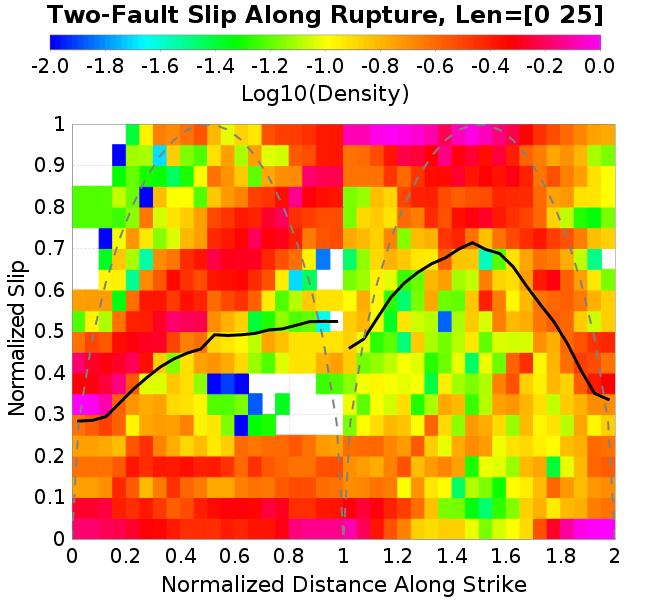 Two-Fault Slip Along Rupture, Len=[0 25]
-2.0 -1.8 -1.6 -1.4 -1.2 -1.0 -0.8 -0.6 -0.4 -0.2 0.0
Log10(Density)
1
0.9
0.8
0.7
0.6
0.5
0.4
0.3
0.2
0.1
0
Normalized Slip
0 0.2 0.4 0.6 0.8 1 1.2 1.4 1.6 1.8 2
Normalized Distance Along Strike